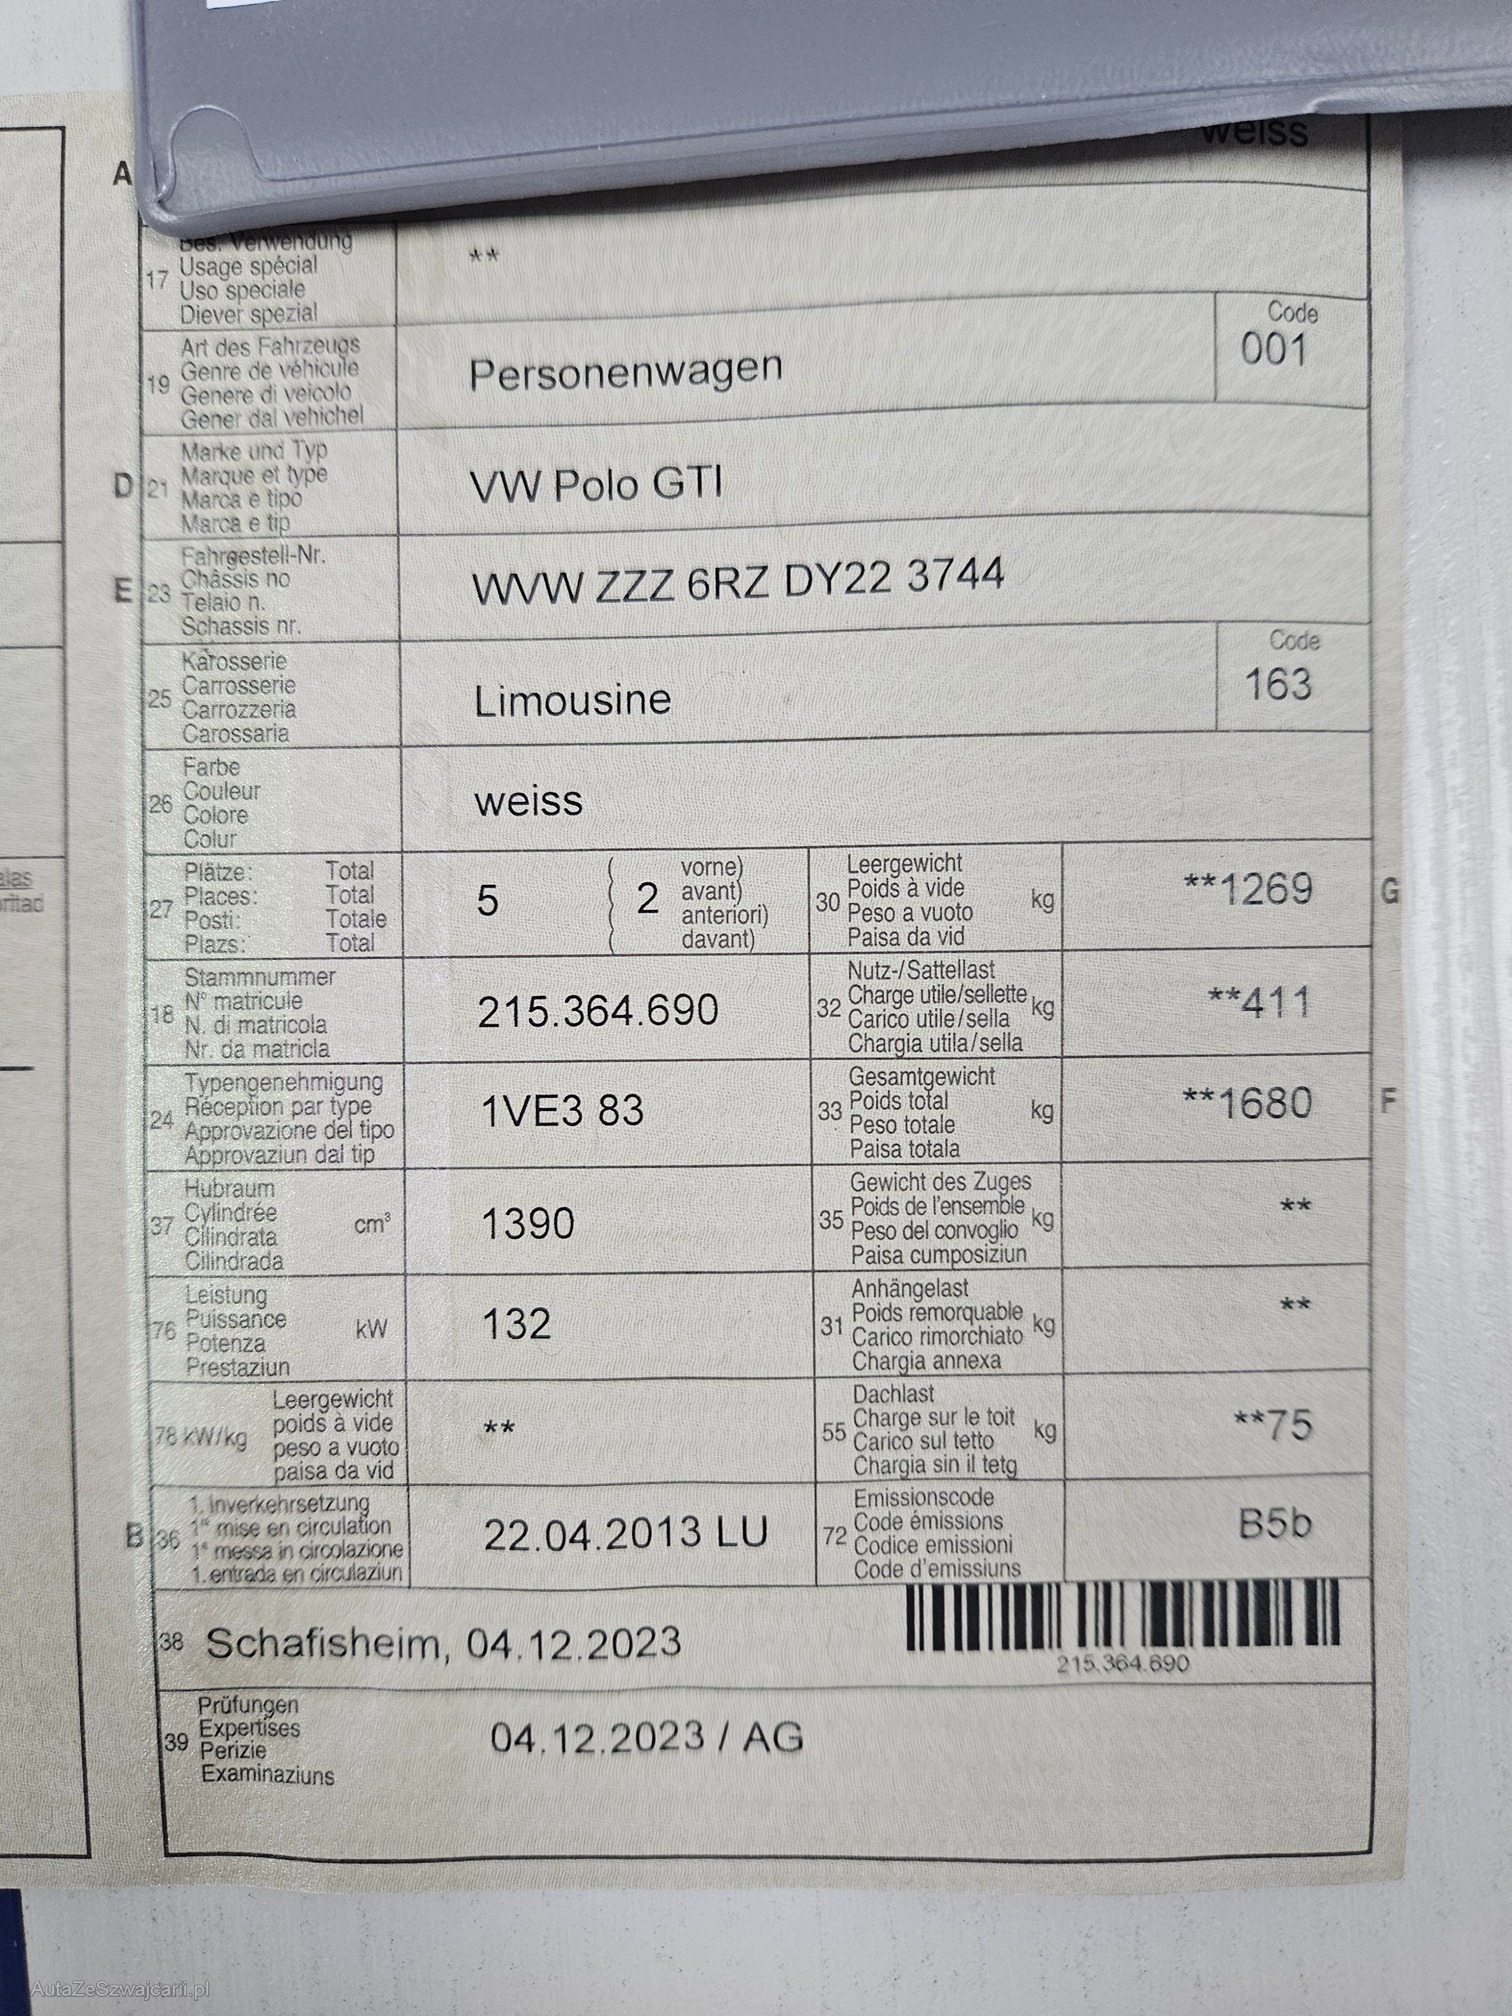 weiss
A
17 Bes. Verwendung
Usage spécial
Uso speciale
Diever spezial
**
19 Art des Fahrzeugs
Genre de véhicule
Genere di veicolo
Gener dal vehichel
Personenwagen
Code
001
D 21 Marke und Typ
Marque et type
Marca e tipo
Marca e tip
VW Polo GTI
E 23 Fahrgestell-Nr.
Châssis no
Telaio n.
Schassis nr.
WVW ZZZ 6RZ DY22 3744
25 Karosserie
Carrosserie
Carrozzeria
Carossaria
Limousine
Code
163
26 Farbe
Couleur
Colore
Colur
weiss
27 Plätze: Total
Places: Total
Posti: Totale
Plazs: Total
5 ( 2 vorne)
( avant)
( anteriori)
( davant)
30 Leergewicht
Poids à vide kg
Peso a vuoto
Paisa da vid
**1269 G
18 Stammnummer
N° matricule
N. di matricola
Nr. da matricla
215.364.690
32 Nutz-/Sattellast
Charge utile/sellette kg
Carico utile/sella
Chargia utila/sella
**411
24 Typengenehmigung
Réception par type
Approvazione del tipo
Approvaziun dal tip
1VE3 83
33 Gesamtgewicht
Poids total kg
Peso totale
Paisa totala
**1680 F
37 Hubraum
Cylindrée cm³
Cilindrata
Cilindrada
1390
35 Gewicht des Zuges
Poids de l'ensemble kg
Peso del convoglio
Paisa cumposiziun
**
76 Leistung
Puissance kW
Potenza
Prestaziun
132
31 Anhängelast
Poids remorquable kg
Carico rimorchiato
Chargia annexa
**
78 kW/kg Leergewicht
poids à vide
peso a vuoto
paisa da vid
**
55 Dachlast
Charge sur le toit kg
Carico sul tetto
Chargia sin il tetg
**75
B 36 1. Inverkehrsetzung
1re mise en circulation
1a messa in circolazione
1. entrada en circulaziun
22.04.2013 LU
72 Emissionscode
Code émissions
Codice emissioni
Code d'emissiuns
B5b
38 Schafisheim, 04.12.2023
215.364.690
39 Prüfungen
Expertises
Perizie
Examinaziuns
04.12.2023 / AG
AutaZeSzwajcarii.pl